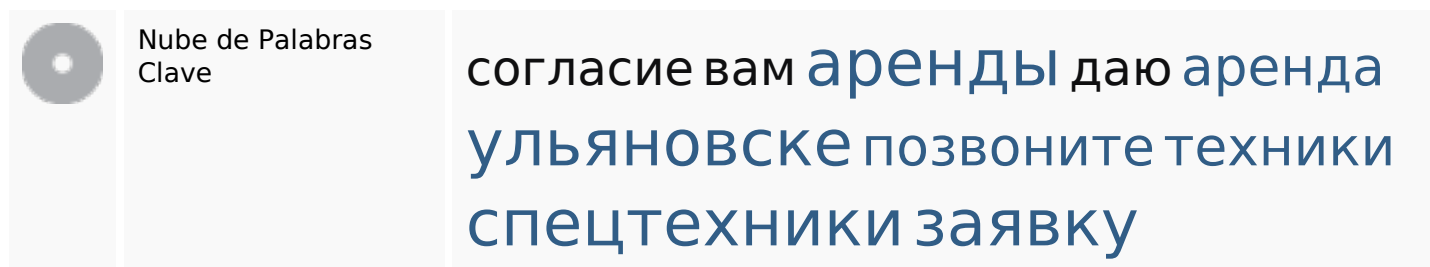 Nube de Palabras
Clave
согласие вам аренды даю аренда
ульяновске позвоните техники
спецтехники заявку